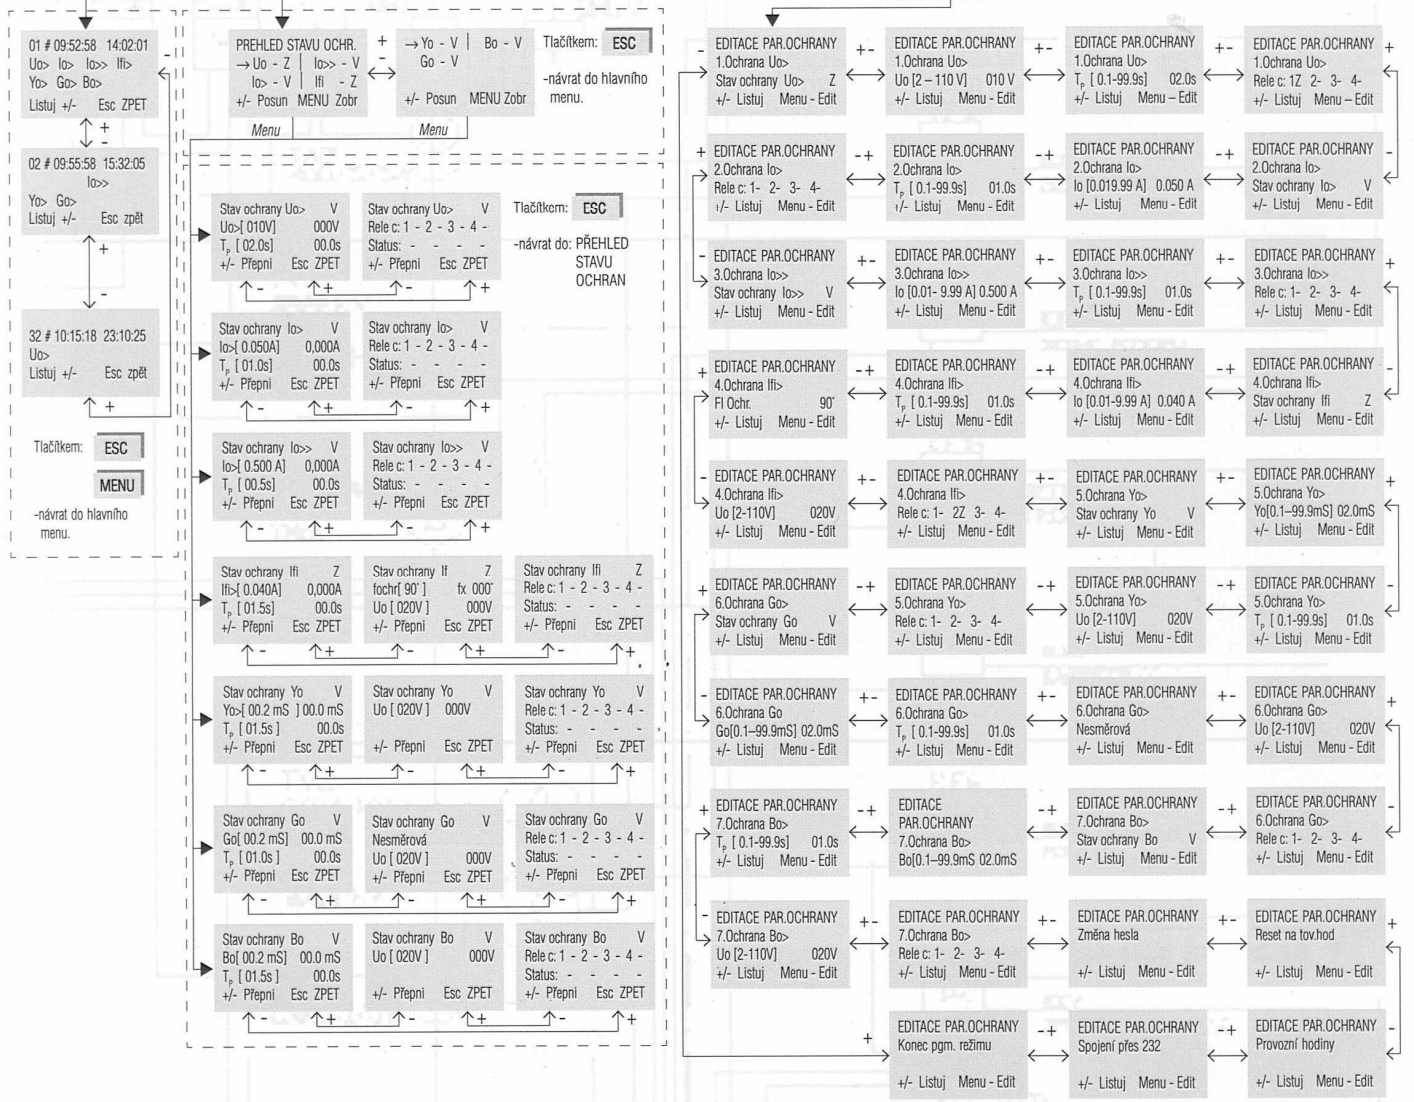 01 # 09:52:58 14:02:01
Uo> Io> Io>> Ifi>
Yo> Go> Bo>
Listuj +/- Esc ZPET
-
+
-
02 # 09:55:58 15:32:05
Io>>
Yo> Go>
Listuj +/- Esc zpět
+
-
32 # 10:15:18 23:10:25
Uo>
Listuj +/- Esc zpět
+
Tlačítkem: ESC
MENU
-návrat do hlavního
menu.
PREHLED STAVU OCHR.
→Uo - Z | Io>> - V
Io> - V | Ifi - Z
+/- Posun MENU Zobr
Menu
+
-
→Yo - V | Bo - V
Go - V
+/- Posun MENU Zobr
Menu
Tlačítkem: ESC
-návrat do hlavního
menu.
Stav ochrany Uo> V
Uo>[ 010V] 000V
Tp [ 02.0s] 00.0s
+/- Přepni Esc ZPET
Stav ochrany Uo> V
Rele c: 1 - 2 - 3 - 4 -
Status: - - - -
+/- Přepni Esc ZPET
- + - +
Tlačítkem: ESC
-návrat do: PŘEHLED
STAVU
OCHRAN
Stav ochrany Io> V
Io>[ 0.050A] 0,000A
Tp [ 01.0s] 00.0s
+/- Přepni Esc ZPET
Stav ochrany Io> V
Rele c: 1 - 2 - 3 - 4 -
Status: - - - -
+/- Přepni Esc ZPET
- + - +
Stav ochrany Io>> V
Io>[ 0.500 A] 0,000A
Tp [ 00.5s] 00.0s
+/- Přepni Esc ZPET
Stav ochrany Io>> V
Rele c: 1 - 2 - 3 - 4 -
Status: - - - -
+/- Přepni Esc ZPET
- + - +
Stav ochrany Ifi Z
Ifi>[ 0.040A] 0,000A
Tp [ 01.5s] 00.0s
+/- Přepni Esc ZPET
Stav ochrany If Z
fochr[ 90° ] fx 000°
Uo [ 020V ] 000V
+/- Přepni Esc ZPET
Stav ochrany Ifi Z
Rele c: 1 - 2 - 3 - 4 -
Status: - - - -
+/- Přepni Esc ZPET
- + - + - +
Stav ochrany Yo V
Yo>[ 00.2 mS ] 00.0 mS
Tp [ 01.5s ] 00.0s
+/- Přepni Esc ZPET
Stav ochrany Yo V
Uo [ 020V ] 000V
+/- Přepni Esc ZPET
Stav ochrany Yo V
Rele c: 1 - 2 - 3 - 4 -
Status: - - - -
+/- Přepni Esc ZPET
- + - + - +
Stav ochrany Go V
Go[ 00.2 mS] 00.0 mS
Tp [ 01.0s ] 00.0s
+/- Přepni Esc ZPET
Stav ochrany Go V
Nesměrová
Uo [ 020V ] 000V
+/- Přepni Esc ZPET
Stav ochrany Go V
Rele c: 1 - 2 - 3 - 4 -
Status: - - - -
+/- Přepni Esc ZPET
- + - + - +
Stav ochrany Bo V
Bo[ 00.2 mS] 00.0 mS
Tp [ 01.5s ] 00.0s
+/- Přepni Esc ZPET
Stav ochrany Bo V
Uo [ 020V ] 000V
+/- Přepni Esc ZPET
Stav ochrany Bo V
Rele c: 1 - 2 - 3 - 4 -
Status: - - - -
+/- Přepni Esc ZPET
- + - + - +
- EDITACE PAR.OCHRANY
1.Ochrana Uo>
Stav ochrany Uo> Z
+/- Listuj Menu - Edit
+-
EDITACE PAR.OCHRANY
1.Ochrana Uo>
Uo [2 – 110 V] 010 V
+/- Listuj Menu – Edit
+-
EDITACE PAR.OCHRANY
1.Ochrana Uo>
Tp [ 0.1-99.9s] 02.0s
+/- Listuj Menu – Edit
+-
EDITACE PAR.OCHRANY +
1.Ochrana Uo>
Rele c: 1Z 2- 3- 4-
+/- Listuj Menu – Edit
+ EDITACE PAR.OCHRANY
2.Ochrana Io>
Rele c: 1- 2- 3- 4-
+/- Listuj Menu - Edit
-+
EDITACE PAR.OCHRANY
2.Ochrana Io>
Tp [ 0.1-99.9s] 01.0s
+/- Listuj Menu - Edit
-+
EDITACE PAR.OCHRANY
2.Ochrana Io>
Io [0.019.99 A] 0.050 A
+/- Listuj Menu - Edit
-+
EDITACE PAR.OCHRANY -
2.Ochrana Io>
Stav ochrany Io> V
+/- Listuj Menu - Edit
- EDITACE PAR.OCHRANY
3.Ochrana Io>>
Stav ochrany Io>> V
+/- Listuj Menu - Edit
+-
EDITACE PAR.OCHRANY
3.Ochrana Io>>
Io [0.01- 9.99 A] 0.500 A
+/- Listuj Menu - Edit
+-
EDITACE PAR.OCHRANY
3.Ochrana Io>>
Tp [ 0.1-99.9s] 01.0s
+/- Listuj Menu - Edit
+-
EDITACE PAR.OCHRANY +
3.Ochrana Io>>
Rele c: 1- 2- 3- 4-
+/- Listuj Menu - Edit
+ EDITACE PAR.OCHRANY
4.Ochrana Ifi>
FI Ochr. 90°
+/- Listuj Menu - Edit
-+
EDITACE PAR.OCHRANY
4.Ochrana Ifi>
Tp [ 0.1-99.9s] 01.0s
+/- Listuj Menu - Edit
-+
EDITACE PAR.OCHRANY
4.Ochrana Ifi>
Io [0.01-9.99 A] 0.040 A
+/- Listuj Menu - Edit
-+
EDITACE PAR.OCHRANY -
4.Ochrana Ifi>
Stav ochrany Ifi Z
+/- Listuj Menu - Edit
- EDITACE PAR.OCHRANY
4.Ochrana Ifi>
Uo [2-110V] 020V
+/- Listuj Menu - Edit
+-
EDITACE PAR.OCHRANY
4.Ochrana Ifi>
Rele c: 1- 2Z 3- 4-
+/- Listuj Menu - Edit
+-
EDITACE PAR.OCHRANY
5.Ochrana Yo>
Stav ochrany Yo V
+/- Listuj Menu - Edit
+-
EDITACE PAR.OCHRANY +
5.Ochrana Yo>
Yo[0.1–99.9mS] 02.0mS
+/- Listuj Menu - Edit
+ EDITACE PAR.OCHRANY
6.Ochrana Go>
Stav ochrany Go V
+/- Listuj Menu - Edit
-+
EDITACE PAR.OCHRANY
5.Ochrana Yo>
Rele c: 1- 2- 3- 4-
+/- Listuj Menu - Edit
-+
EDITACE PAR.OCHRANY
5.Ochrana Yo>
Uo [2-110V] 020V
+/- Listuj Menu - Edit
-+
EDITACE PAR.OCHRANY -
5.Ochrana Yo>
Tp [ 0.1-99.9s] 01.0s
+/- Listuj Menu - Edit
- EDITACE PAR.OCHRANY
6.Ochrana Go
Go[0.1–99.9mS] 02.0mS
+/- Listuj Menu - Edit
+-
EDITACE PAR.OCHRANY
6.Ochrana Go>
Tp [ 0.1-99.9s] 01.0s
+/- Listuj Menu - Edit
+-
EDITACE PAR.OCHRANY
6.Ochrana Go>
Nesměrová
+/- Listuj Menu - Edit
+-
EDITACE PAR.OCHRANY +
6.Ochrana Go>
Uo [2-110V] 020V
+/- Listuj Menu - Edit
+ EDITACE PAR.OCHRANY
7.Ochrana Bo>
Tp [ 0.1-99.9s] 01.0s
+/- Listuj Menu - Edit
-+
EDITACE
PAR.OCHRANY
7.Ochrana Bo>
Bo[0.1–99.9mS 02.0mS
-+
EDITACE PAR.OCHRANY
7.Ochrana Bo>
Stav ochrany Bo V
+/- Listuj Menu - Edit
-+
EDITACE PAR.OCHRANY -
6.Ochrana Go>
Rele c: 1- 2- 3- 4-
+/- Listuj Menu - Edit
- EDITACE PAR.OCHRANY
7.Ochrana Bo>
Uo [2-110V] 020V
+/- Listuj Menu - Edit
+-
EDITACE PAR.OCHRANY
7.Ochrana Bo>
Rele c: 1- 2- 3- 4-
+/- Listuj Menu - Edit
+-
EDITACE PAR.OCHRANY
Změna hesla
+/- Listuj Menu - Edit
+-
EDITACE PAR.OCHRANY +
Reset na tov.hod
+/- Listuj Menu - Edit
+ EDITACE PAR.OCHRANY
Konec pgm. režimu
+/- Listuj Menu - Edit
-+
EDITACE PAR.OCHRANY
Spojení přes 232
+/- Listuj Menu - Edit
-+
EDITACE PAR.OCHRANY -
Provozní hodiny
+/- Listuj Menu - Edit